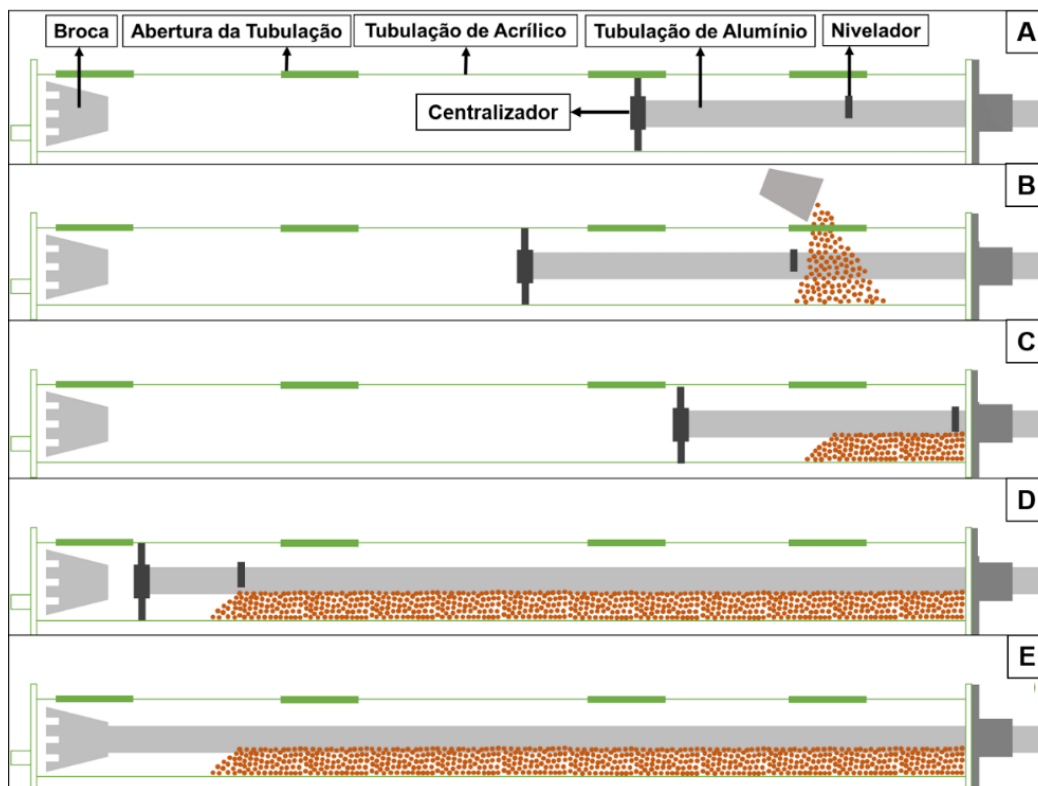 Broca
Abertura da Tubulação
Tubulação de Acrílico
Tubulação de Alumínio
Nivelador
A
Centralizador
B
C
D
E